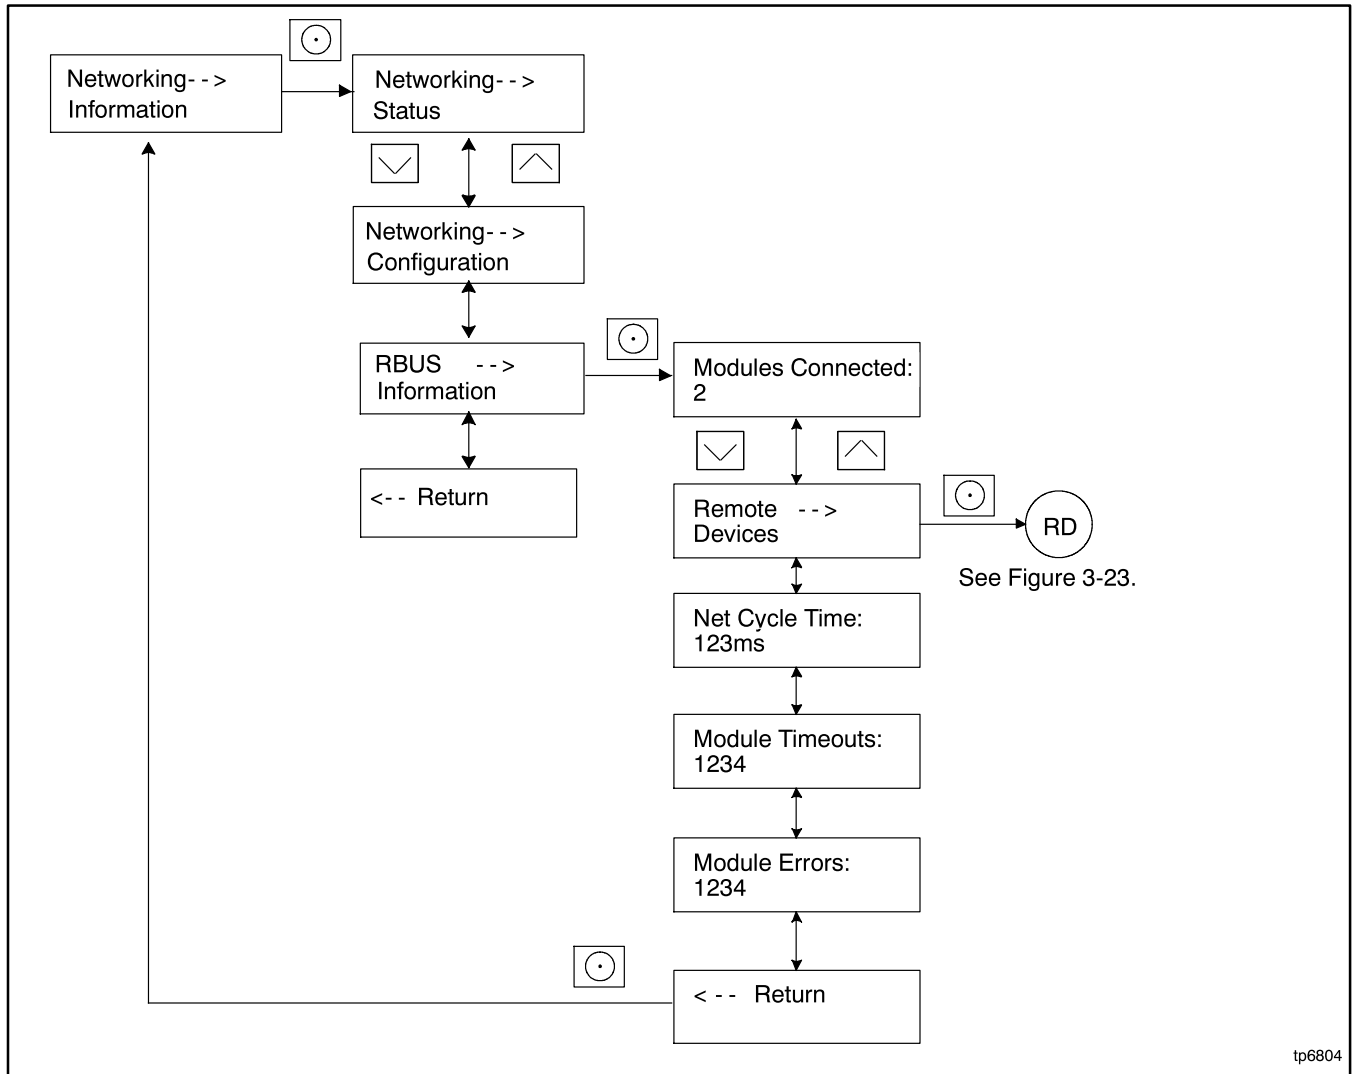 Networking-->
Information
Networking-->
Status
Networking-->
Configuration
RBUS -->
Information
<-- Return
Modules Connected:
2
Remote -->
Devices
RD
See Figure 3-23.
Net Cycle Time:
123ms
Module Timeouts:
1234
Module Errors:
1234
<-- Return
tp6804